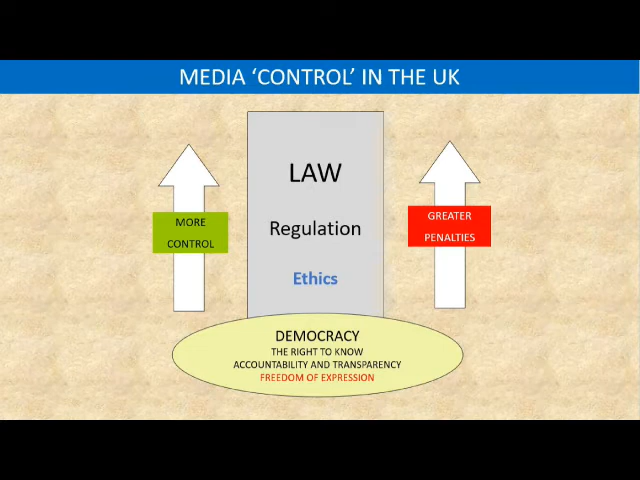 MEDIA ‘CONTROL’ IN THE UK
LAW
Regulation
Ethics
MORE
CONTROL
GREATER
PENALTIES
DEMOCRACY
THE RIGHT TO KNOW
ACCOUNTABILITY AND TRANSPARENCY
FREEDOM OF EXPRESSION